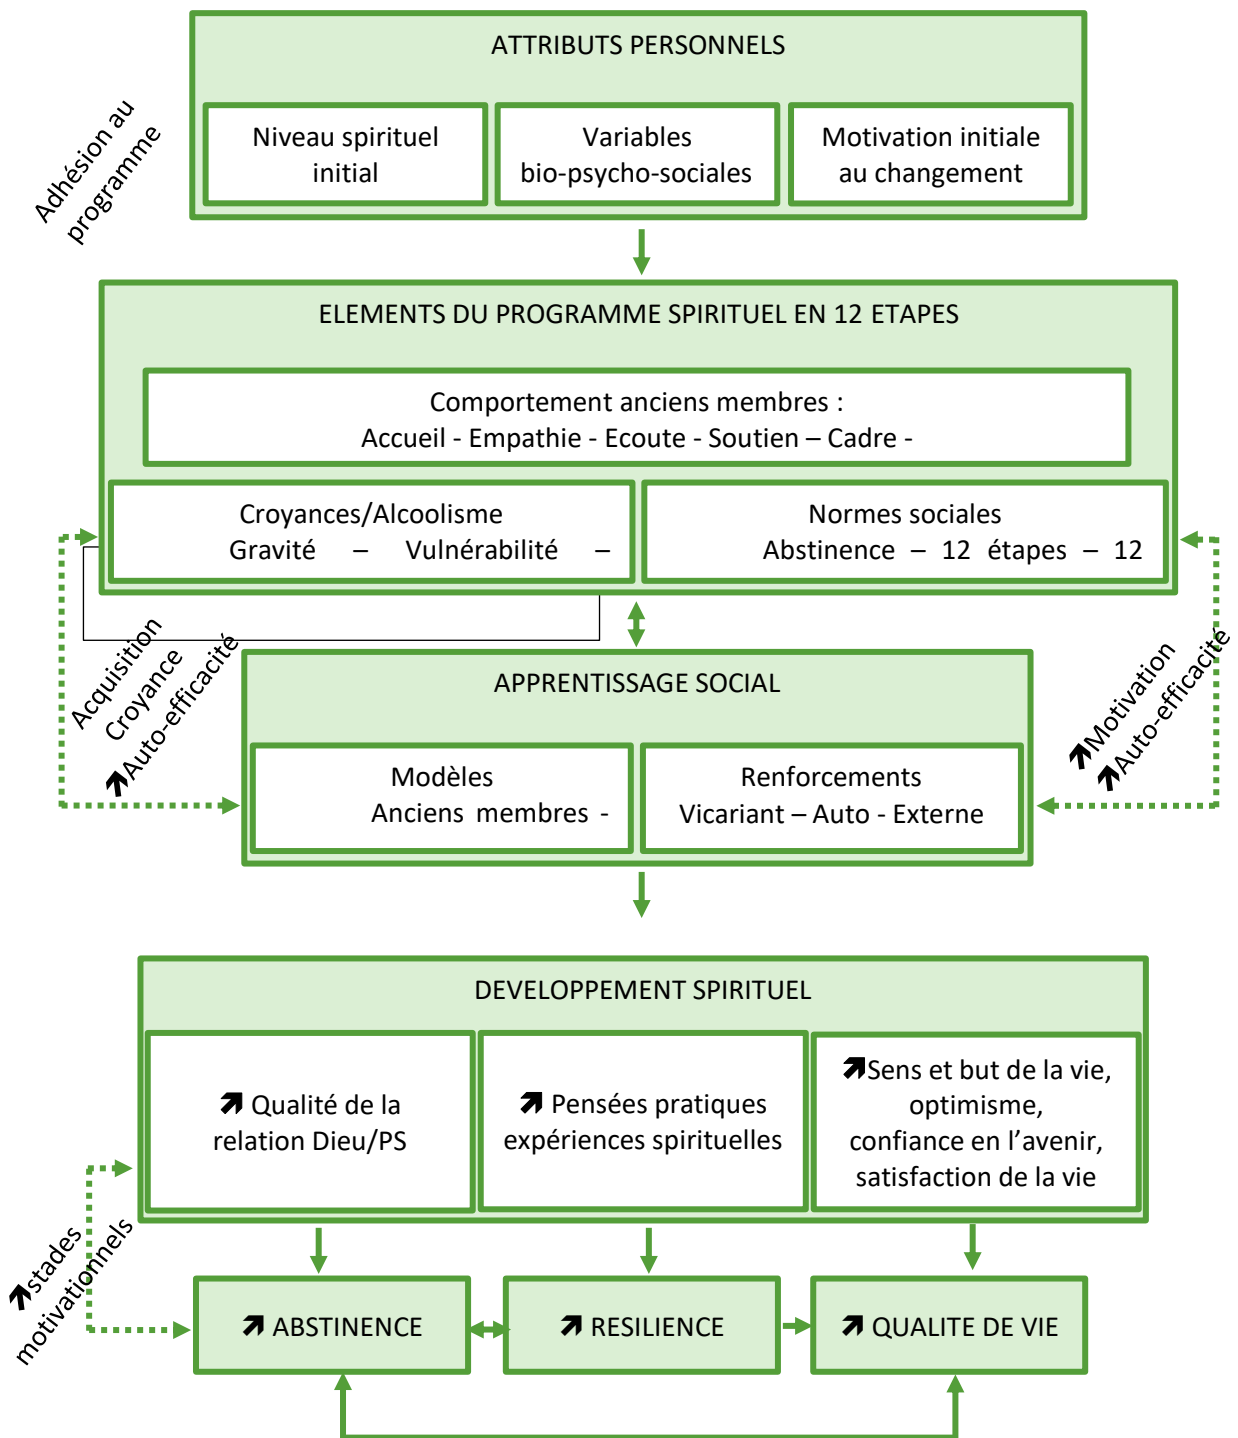 ATTRIBUTS PERSONNELS
Adhésion au
programme
Niveau spirituel
initial
Variables
bio-psycho-sociales
Motivation initiale
au changement
ELEMENTS DU PROGRAMME SPIRITUEL EN 12 ETAPES
Comportement anciens membres :
Accueil - Empathie - Ecoute - Soutien – Cadre -
Croyances/Alcoolisme
Gravité – Vulnérabilité –
Normes sociales
Abstinence – 12 étapes – 12
Acquisition
Croyance
↗Auto-efficacité
↗Motivation
↗Auto-efficacité
APPRENTISSAGE SOCIAL
Modèles
Anciens membres -
Renforcements
Vicariant – Auto - Externe
DEVELOPPEMENT SPIRITUEL
↗ Qualité de la
relation Dieu/PS
↗ Pensées pratiques
expériences spirituelles
↗Sens et but de la vie,
optimisme,
confiance en l’avenir,
satisfaction de la vie
↗stades
motivationnels
↗ ABSTINENCE
↗ RESILIENCE
↗ QUALITE DE VIE